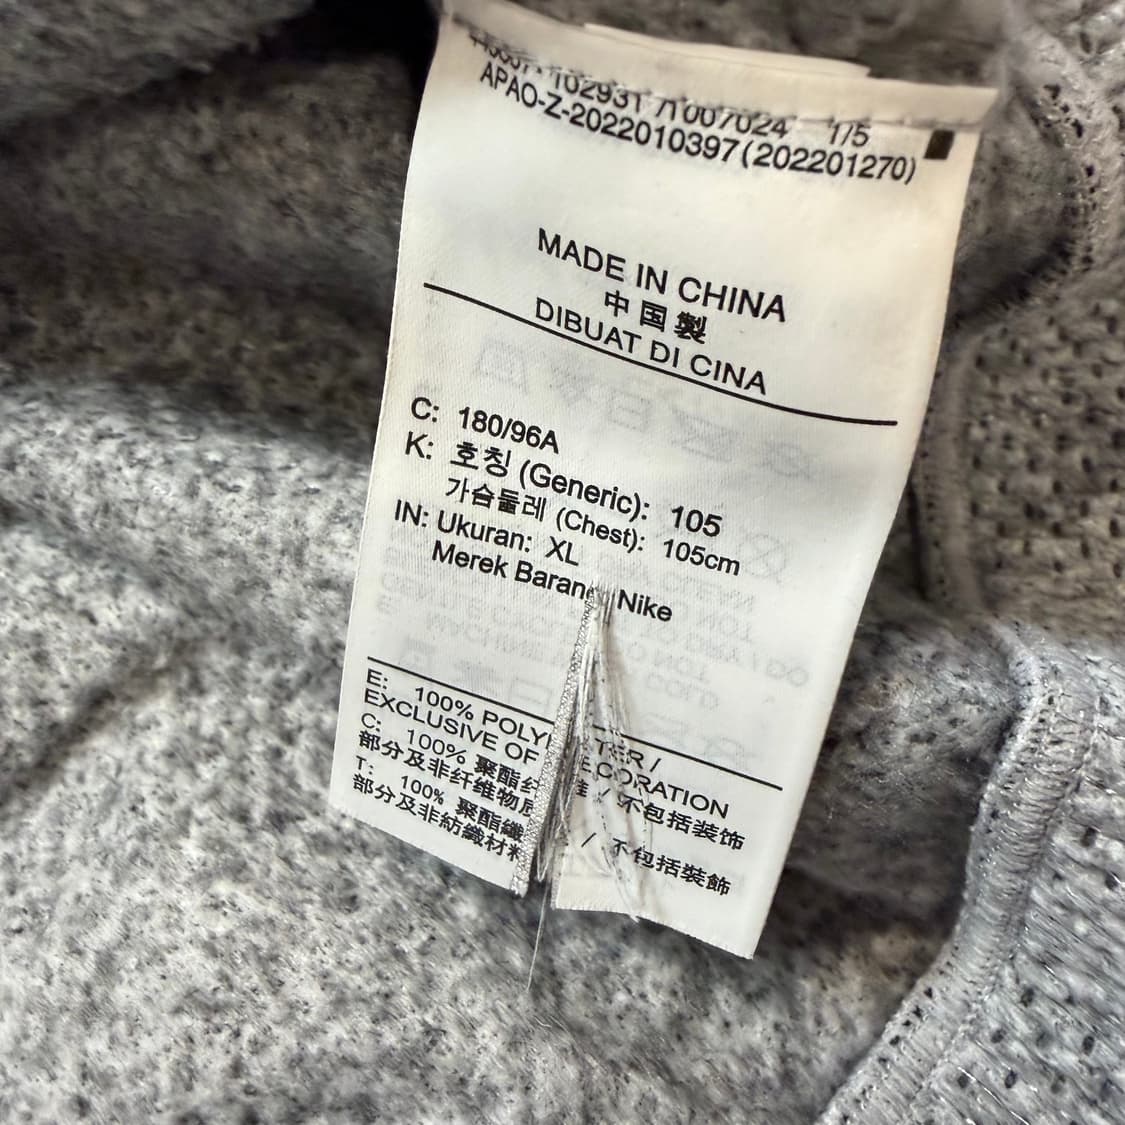 102931 71007024 1/5
APAO-Z-2022010397(202201270)
MADE IN CHINA
中国製
DIBUAT DI CINA
C: 180/96A
K: 호칭 (Generic): 105
가슴둘레 (Chest): 105cm
IN: Ukuran: XL
Merek Barang Nike
E: 100% POLY TER /
EXCLUSIVE OF ECORATION
C: 100% 聚酯 / 不包括装饰
部分及非纤维物质
T: 100% 聚酯纖 / 不包括裝飾
部分及非紡織材料